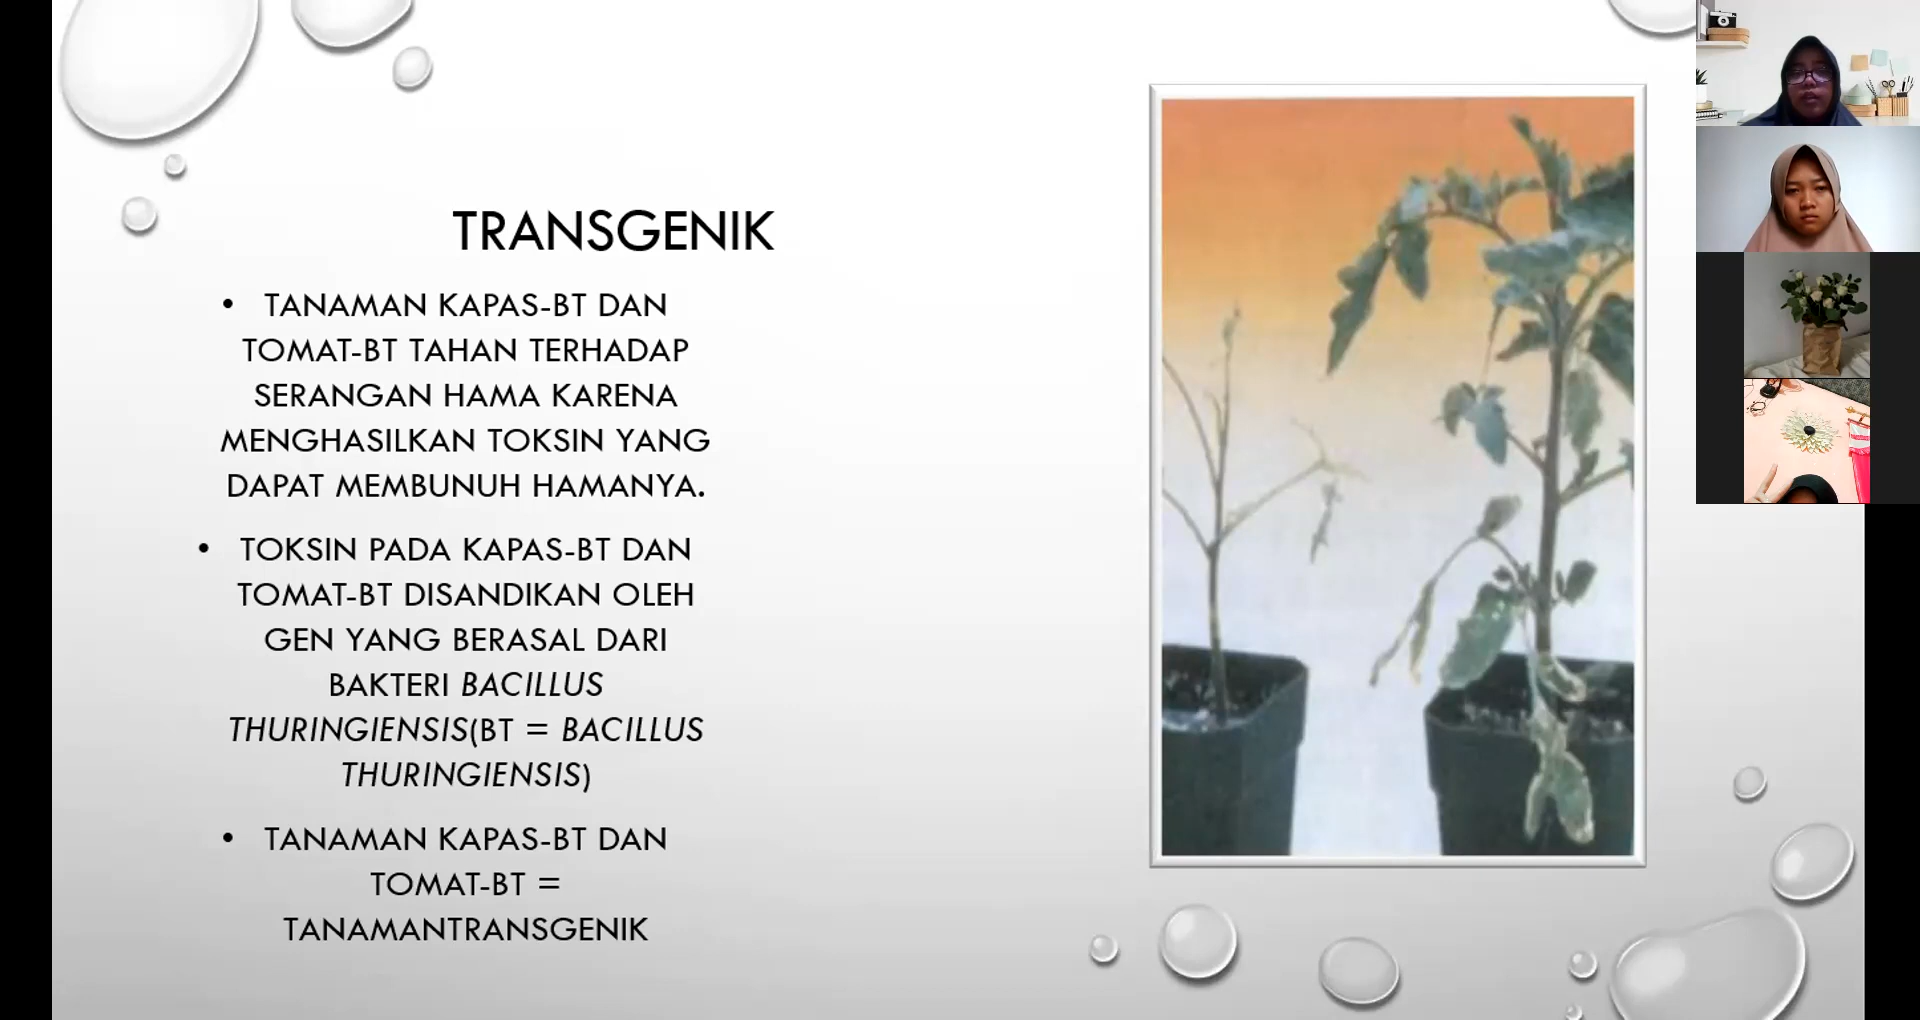 TRANSGENIK
• TANAMAN KAPAS-BT DAN
TOMAT-BT TAHAN TERHADAP
SERANGAN HAMA KARENA
MENGHASILKAN TOKSIN YANG
DAPAT MEMBUNUH HAMANYA.
• TOKSIN PADA KAPAS-BT DAN
TOMAT-BT DISANDIKAN OLEH
GEN YANG BERASAL DARI
BAKTERI BACILLUS
THURINGIENSIS(BT = BACILLUS
THURINGIENSIS)
• TANAMAN KAPAS-BT DAN
TOMAT-BT =
TANAMANTRANSGENIK